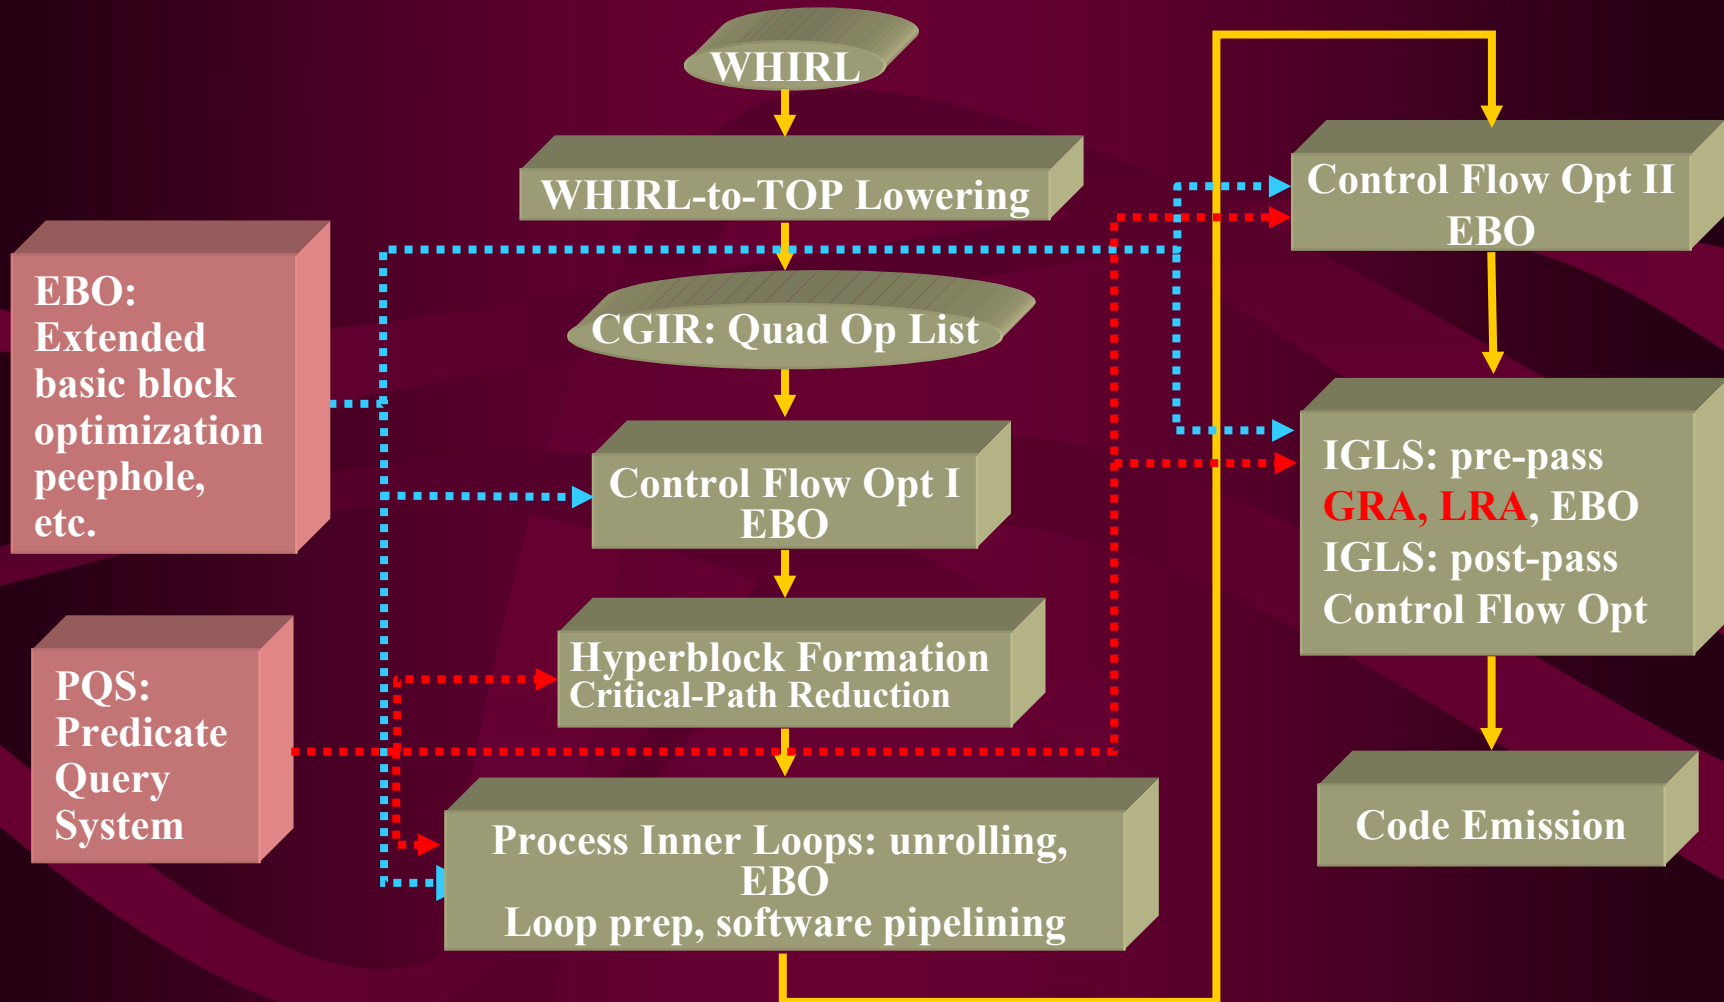 WHIRL
WHIRL-to-TOP Lowering
CGIR: Quad Op List
Control Flow Opt I
EBO
Hyperblock Formation
Critical-Path Reduction
Process Inner Loops: unrolling,
EBO
Loop prep, software pipelining
EBO:
Extended
basic block
optimization
peephole,
etc.
PQS:
Predicate
Query
System
Control Flow Opt II
EBO
IGLS: pre-pass
GRA, LRA, EBO
IGLS: post-pass
Control Flow Opt
Code Emission